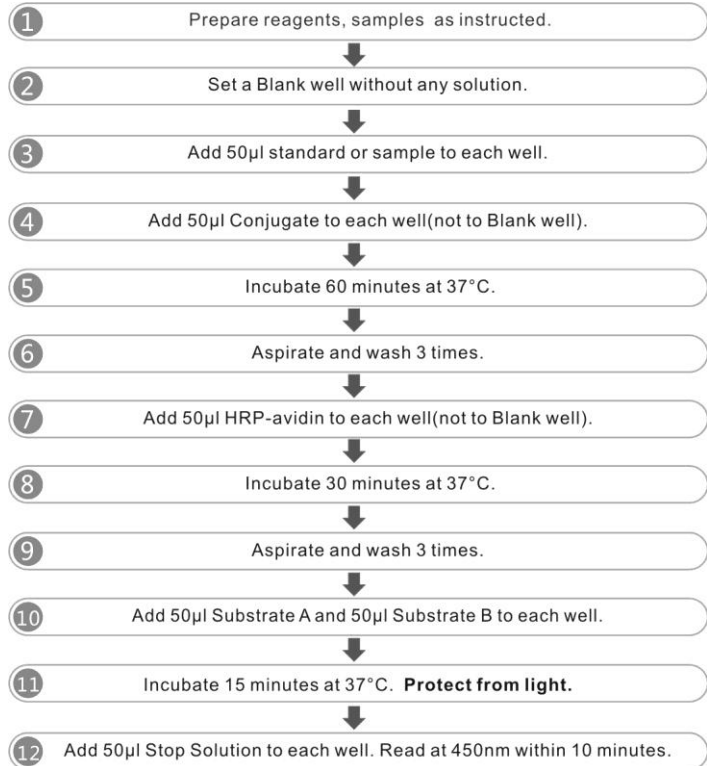 1 Prepare reagents, samples as instructed.
2 Set a Blank well without any solution.
3 Add 50μl standard or sample to each well.
4 Add 50μl Conjugate to each well(not to Blank well).
5 Incubate 60 minutes at 37°C.
6 Aspirate and wash 3 times.
7 Add 50μl HRP-avidin to each well(not to Blank well).
8 Incubate 30 minutes at 37°C.
9 Aspirate and wash 3 times.
10 Add 50μl Substrate A and 50μl Substrate B to each well.
11 Incubate 15 minutes at 37°C. Protect from light.
12 Add 50μl Stop Solution to each well. Read at 450nm within 10 minutes.